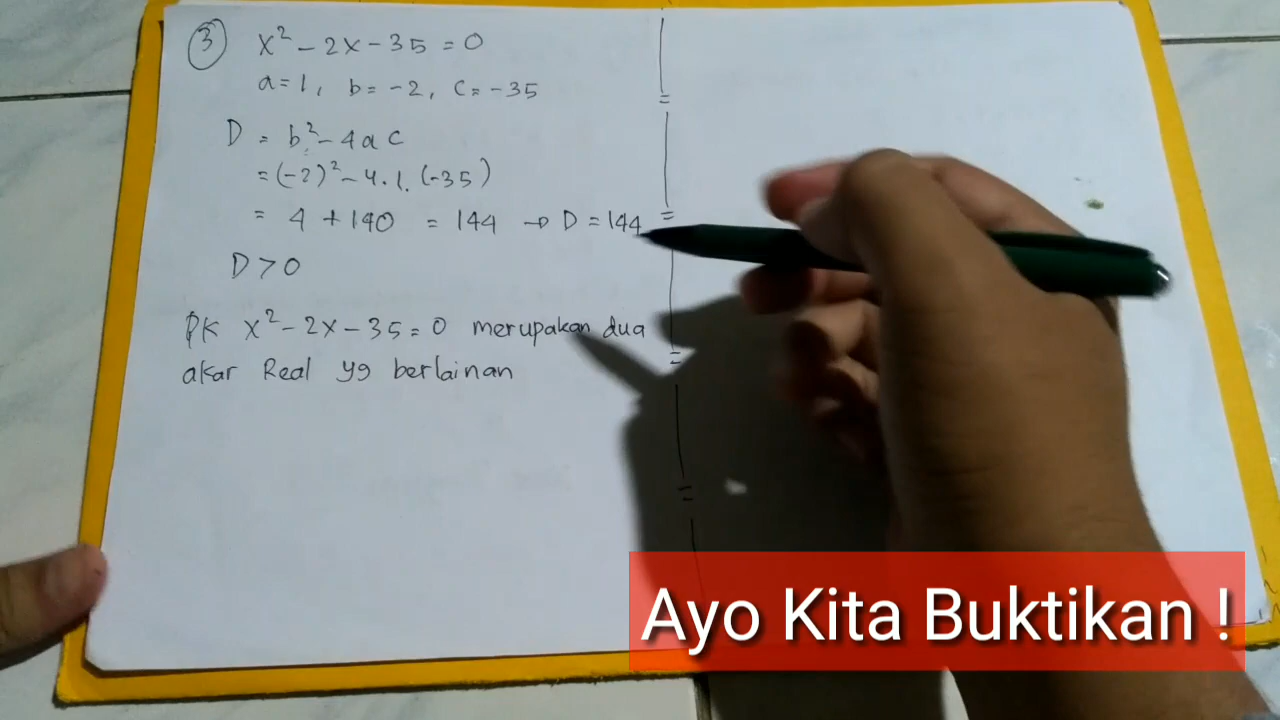 3 x² - 2x - 35 = 0
a = 1, b = -2, c = -35
D = b² - 4ac
= (-2)² - 4.1. (-35)
= 4 + 140 = 144 → D = 144
D > 0
PK x² - 2x - 35 = 0 merupakan dua
akar Real yg berlainan
Ayo Kita Buktikan !